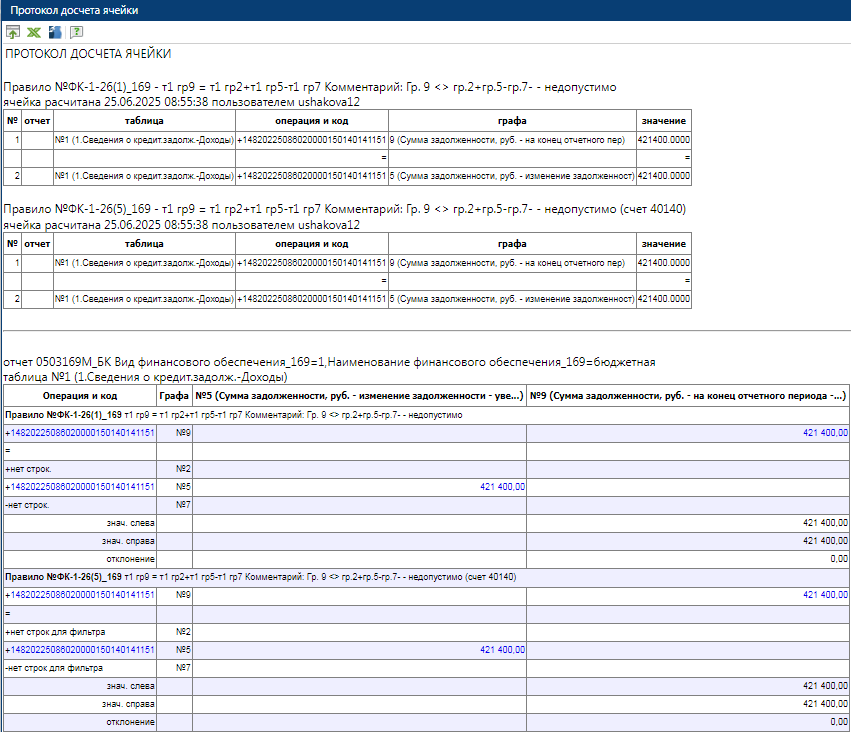 Протокол досчета ячейки
ПРОТОКОЛ ДОСЧЕТА ЯЧЕЙКИ
Правило №ФК-1-26(1)_169 - т1 гр9 = т1 гр2+т1 гр5-т1 гр7 Комментарий: Гр. 9 <> гр.2+гр.5-гр.7- - недопустимо
ячейка расчитана 25.06.2025 08:55:38 пользователем ushakova12
№ отчет таблица операция и код графа значение
1 №1 (1.Сведения о кредит.задолж.-Доходы) +14820225086020000150140141151 9 (Сумма задолженности, руб. - на конец отчетного пер) 421400.0000
= =
2 №1 (1.Сведения о кредит.задолж.-Доходы) +14820225086020000150140141151 5 (Сумма задолженности, руб. - изменение задолженност) 421400.0000
Правило №ФК-1-26(5)_169 - т1 гр9 = т1 гр2+т1 гр5-т1 гр7 Комментарий: Гр. 9 <> гр.2+гр.5-гр.7- - недопустимо (счет 40140)
ячейка расчитана 25.06.2025 08:55:38 пользователем ushakova12
№ отчет таблица операция и код графа значение
1 №1 (1.Сведения о кредит.задолж.-Доходы) +14820225086020000150140141151 9 (Сумма задолженности, руб. - на конец отчетного пер) 421400.0000
= =
2 №1 (1.Сведения о кредит.задолж.-Доходы) +14820225086020000150140141151 5 (Сумма задолженности, руб. - изменение задолженност) 421400.0000
отчет 0503169М_БК Вид финансового обеспечения_169=1,Наименование финансового обеспечения_169=бюджетная
таблица №1 (1.Сведения о кредит.задолж.-Доходы)
Операция и код Графа №5 (Сумма задолженности, руб. - изменение задолженности - уве...) №9 (Сумма задолженности, руб. - на конец отчетного периода -...)
Правило №ФК-1-26(1)_169 т1 гр9 = т1 гр2+т1 гр5-т1 гр7 Комментарий: Гр. 9 <> гр.2+гр.5-гр.7- - недопустимо
+14820225086020000150140141151 №9 421 400,00
=
+нет строк. №2
+14820225086020000150140141151 №5 421 400,00
-нет строк. №7
знач. слева 421 400,00
знач. справа 421 400,00
отклонение 0,00
Правило №ФК-1-26(5)_169 т1 гр9 = т1 гр2+т1 гр5-т1 гр7 Комментарий: Гр. 9 <> гр.2+гр.5-гр.7- - недопустимо (счет 40140)
+14820225086020000150140141151 №9 421 400,00
=
+нет строк для фильтра №2
+14820225086020000150140141151 №5 421 400,00
-нет строк для фильтра №7
знач. слева 421 400,00
знач. справа 421 400,00
отклонение 0,00